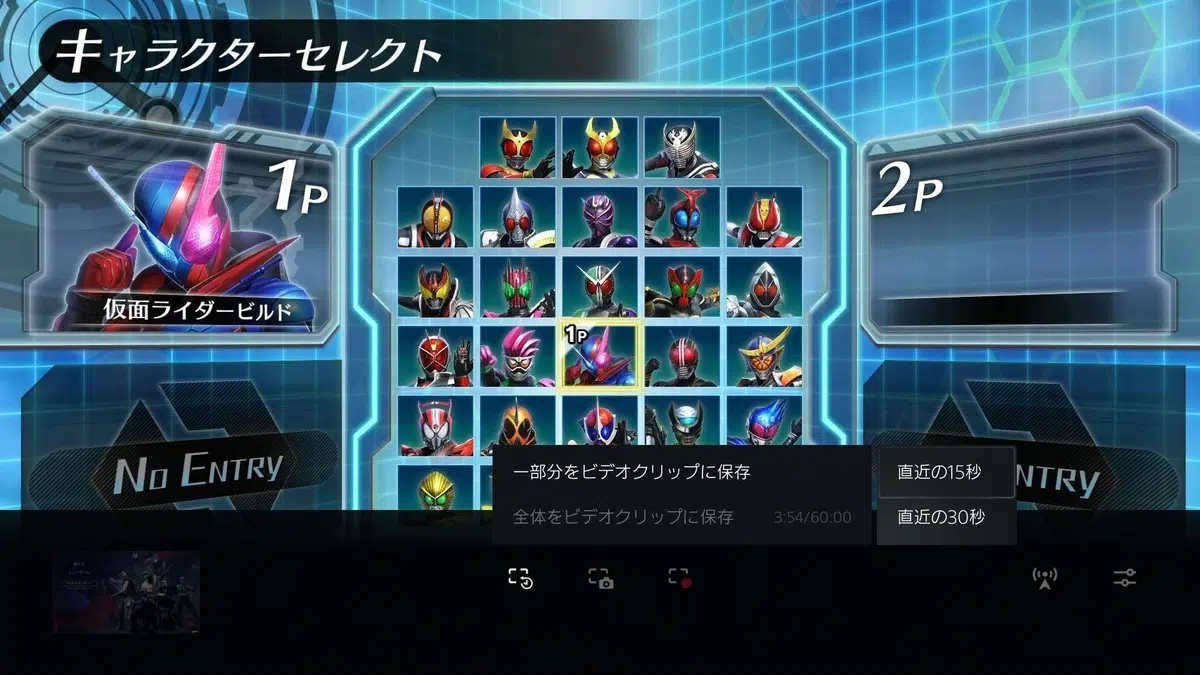 キャラクターセレクト
1P
仮面ライダービルド
2P
1P
No Entry
ntry
一部分をビデオクリップに保存
直近の15秒
全体をビデオクリップに保存 3:54/60:00
直近の30秒